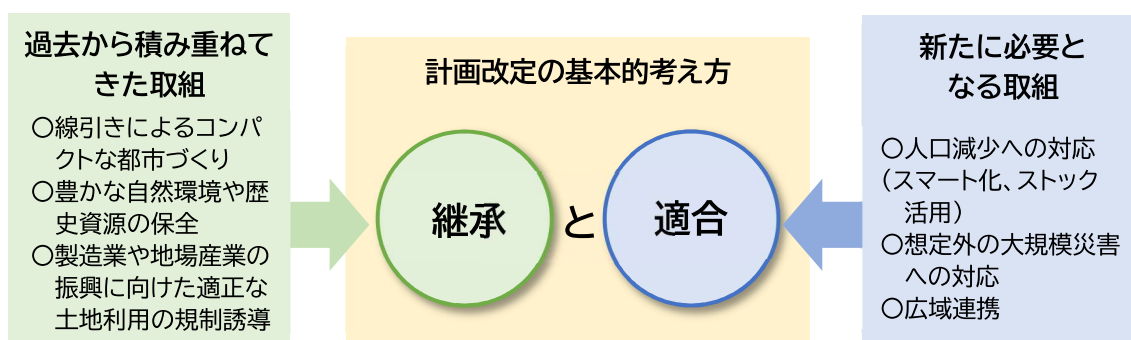 過去から積み重ねて
きた取組
〇線引きによるコンパ
クトな都市づくり
〇豊かな自然環境や歴
史資源の保全
〇製造業や地場産業の
振興に向けた適正な
土地利用の規制誘導
計画改定の基本的考え方
継承
と
適合
新たに必要と
なる取組
〇人口減少への対応
（スマート化、ストック
活用）
〇想定外の大規模災害
への対応
〇広域連携